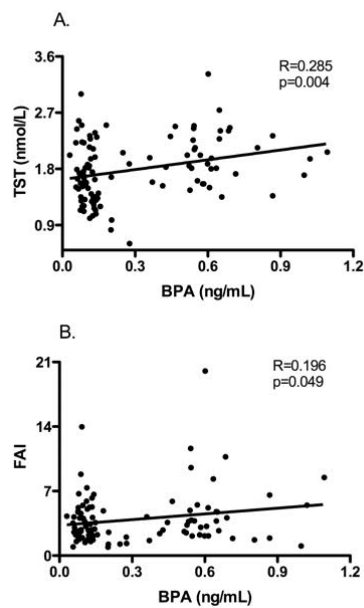 A.
3.6
R=0.285
p=0.004
2.7
TST (nmol/L)
1.8
0.9
0.0 0.3 0.6 0.9 1.2
BPA (ng/mL)
B.
21
R=0.196
p=0.049
14
FAI
7
0
0.0 0.3 0.6 0.9 1.2
BPA (ng/mL)